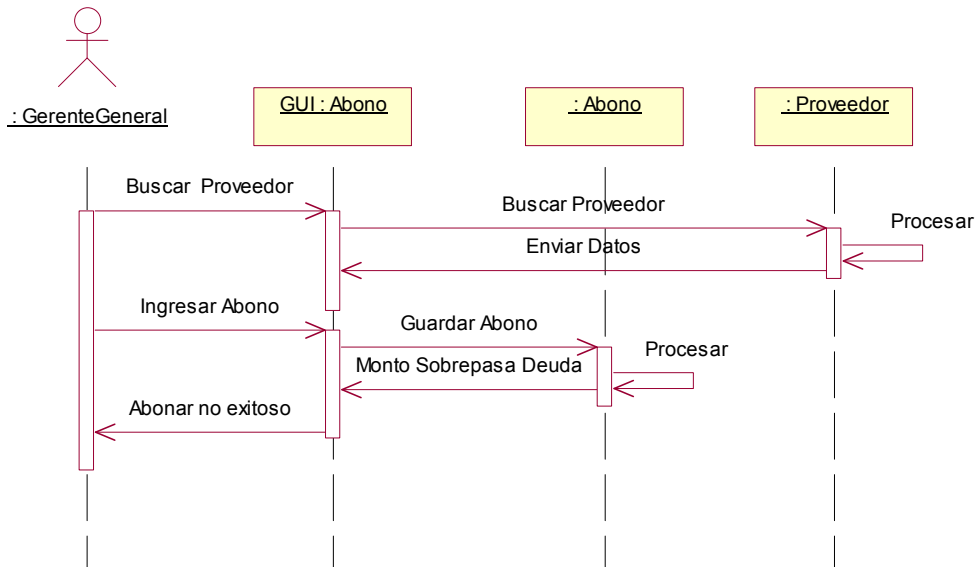 : GerenteGeneral
GUI : Abono
: Abono
: Proveedor
Buscar Proveedor
Buscar Proveedor
Procesar
Enviar Datos
Ingresar Abono
Guardar Abono
Procesar
Monto Sobrepasa Deuda
Abonar no exitoso